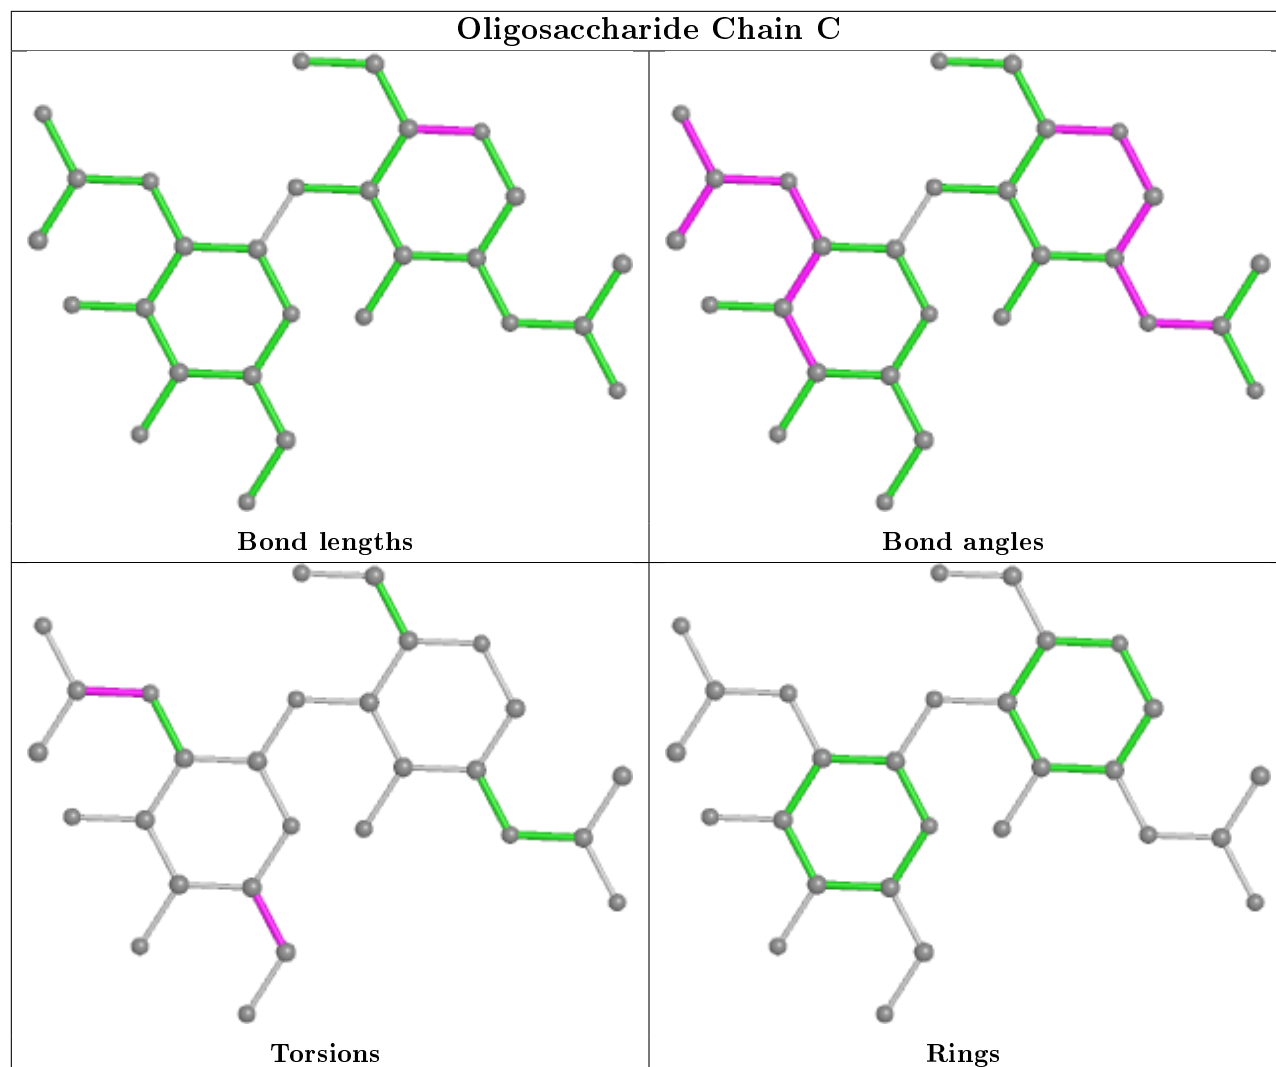 Oligosaccharide Chain C
Bond lengths
Bond angles
Torsions
Rings